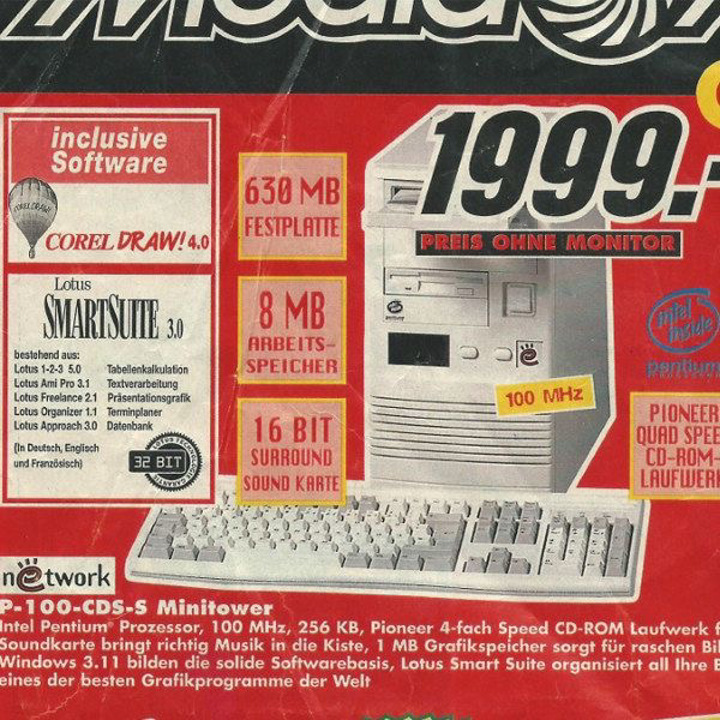 Media
inclusive
Software
COREL DRAW!
COREL DRAW! 4.0
Lotus
SMARTSUITE 3.0
bestehend aus:
Lotus 1-2-3 5.0 Tabellenkalkulation
Lotus Ami Pro 3.1 Textverarbeitung
Lotus Freelance 2.1 Präsentationsgrafik
Lotus Organizer 1.1 Terminplaner
Lotus Approach 3.0 Datenbank
(In Deutsch, Englisch
und Französisch)
32 BIT
630 MB
FESTPLATTE
8 MB
ARBEITS-
SPEICHER
16 BIT
SURROUND
SOUND KARTE
1999.-
PREIS OHNE MONITOR
100 MHz
intel
inside
pentium
PIONEER
QUAD SPEE
CD-ROM-
LAUFWERK
nëtwork
P-100-CDS-S Minitower
Intel Pentium® Prozessor, 100 MHz, 256 KB, Pioneer 4-fach Speed CD-ROM Laufwerk f
Soundkarte bringt richtig Musik in die Kiste, 1 MB Grafikspeicher sorgt für raschen Bil
Windows 3.11 bilden die solide Softwarebasis, Lotus Smart Suite organisiert all Ihre
eines der besten Grafikprogramme der Welt